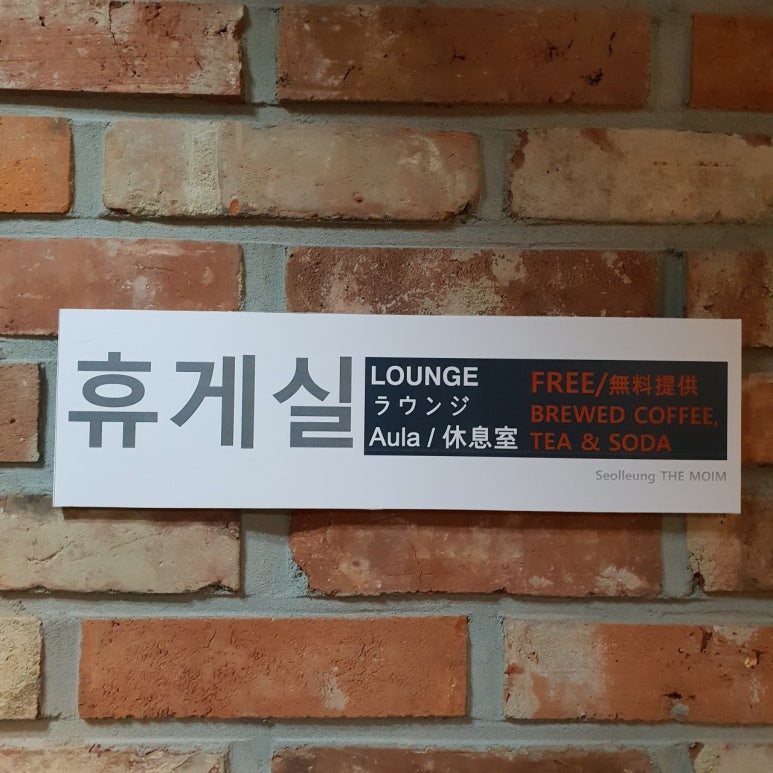 휴게실
LOUNGE
ラウンジ
Aula / 休息室
FREE/無料提供
BREWED COFFEE,
TEA & SODA
Seolleung THE MOIM